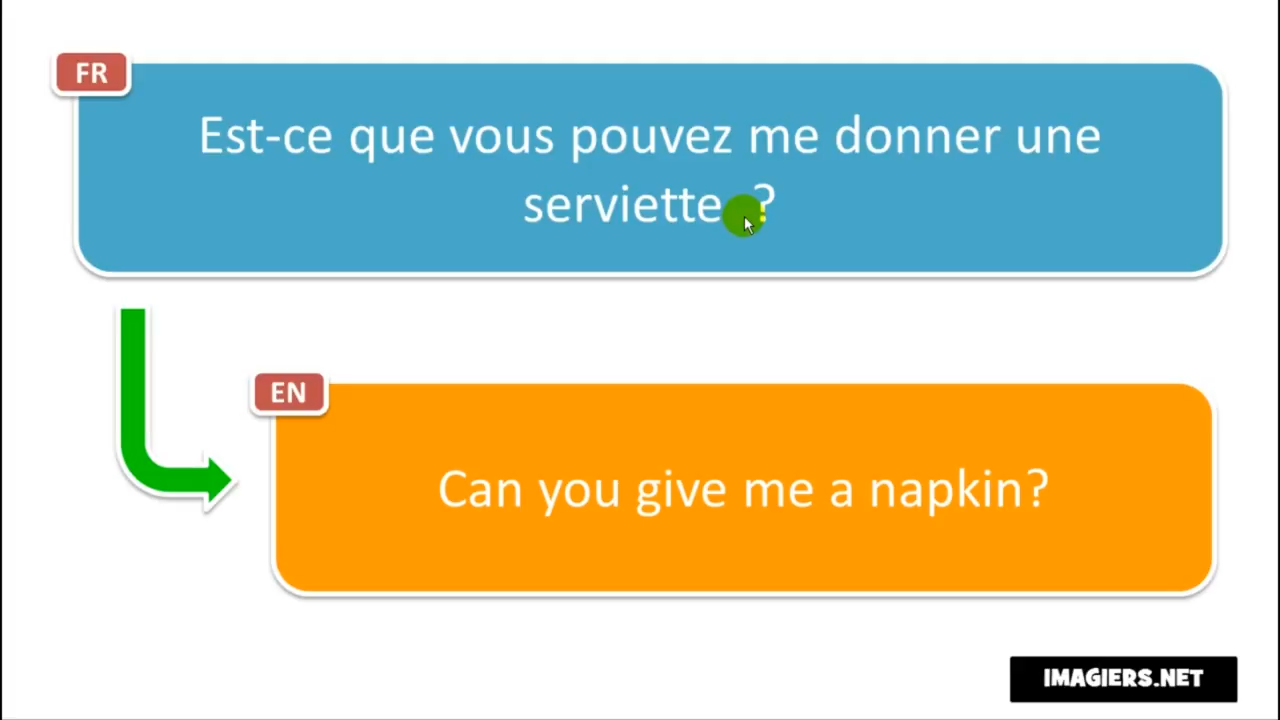 FR
Est-ce que vous pouvez me donner une
serviette ?
EN
Can you give me a napkin?
IMAGIERS.NET